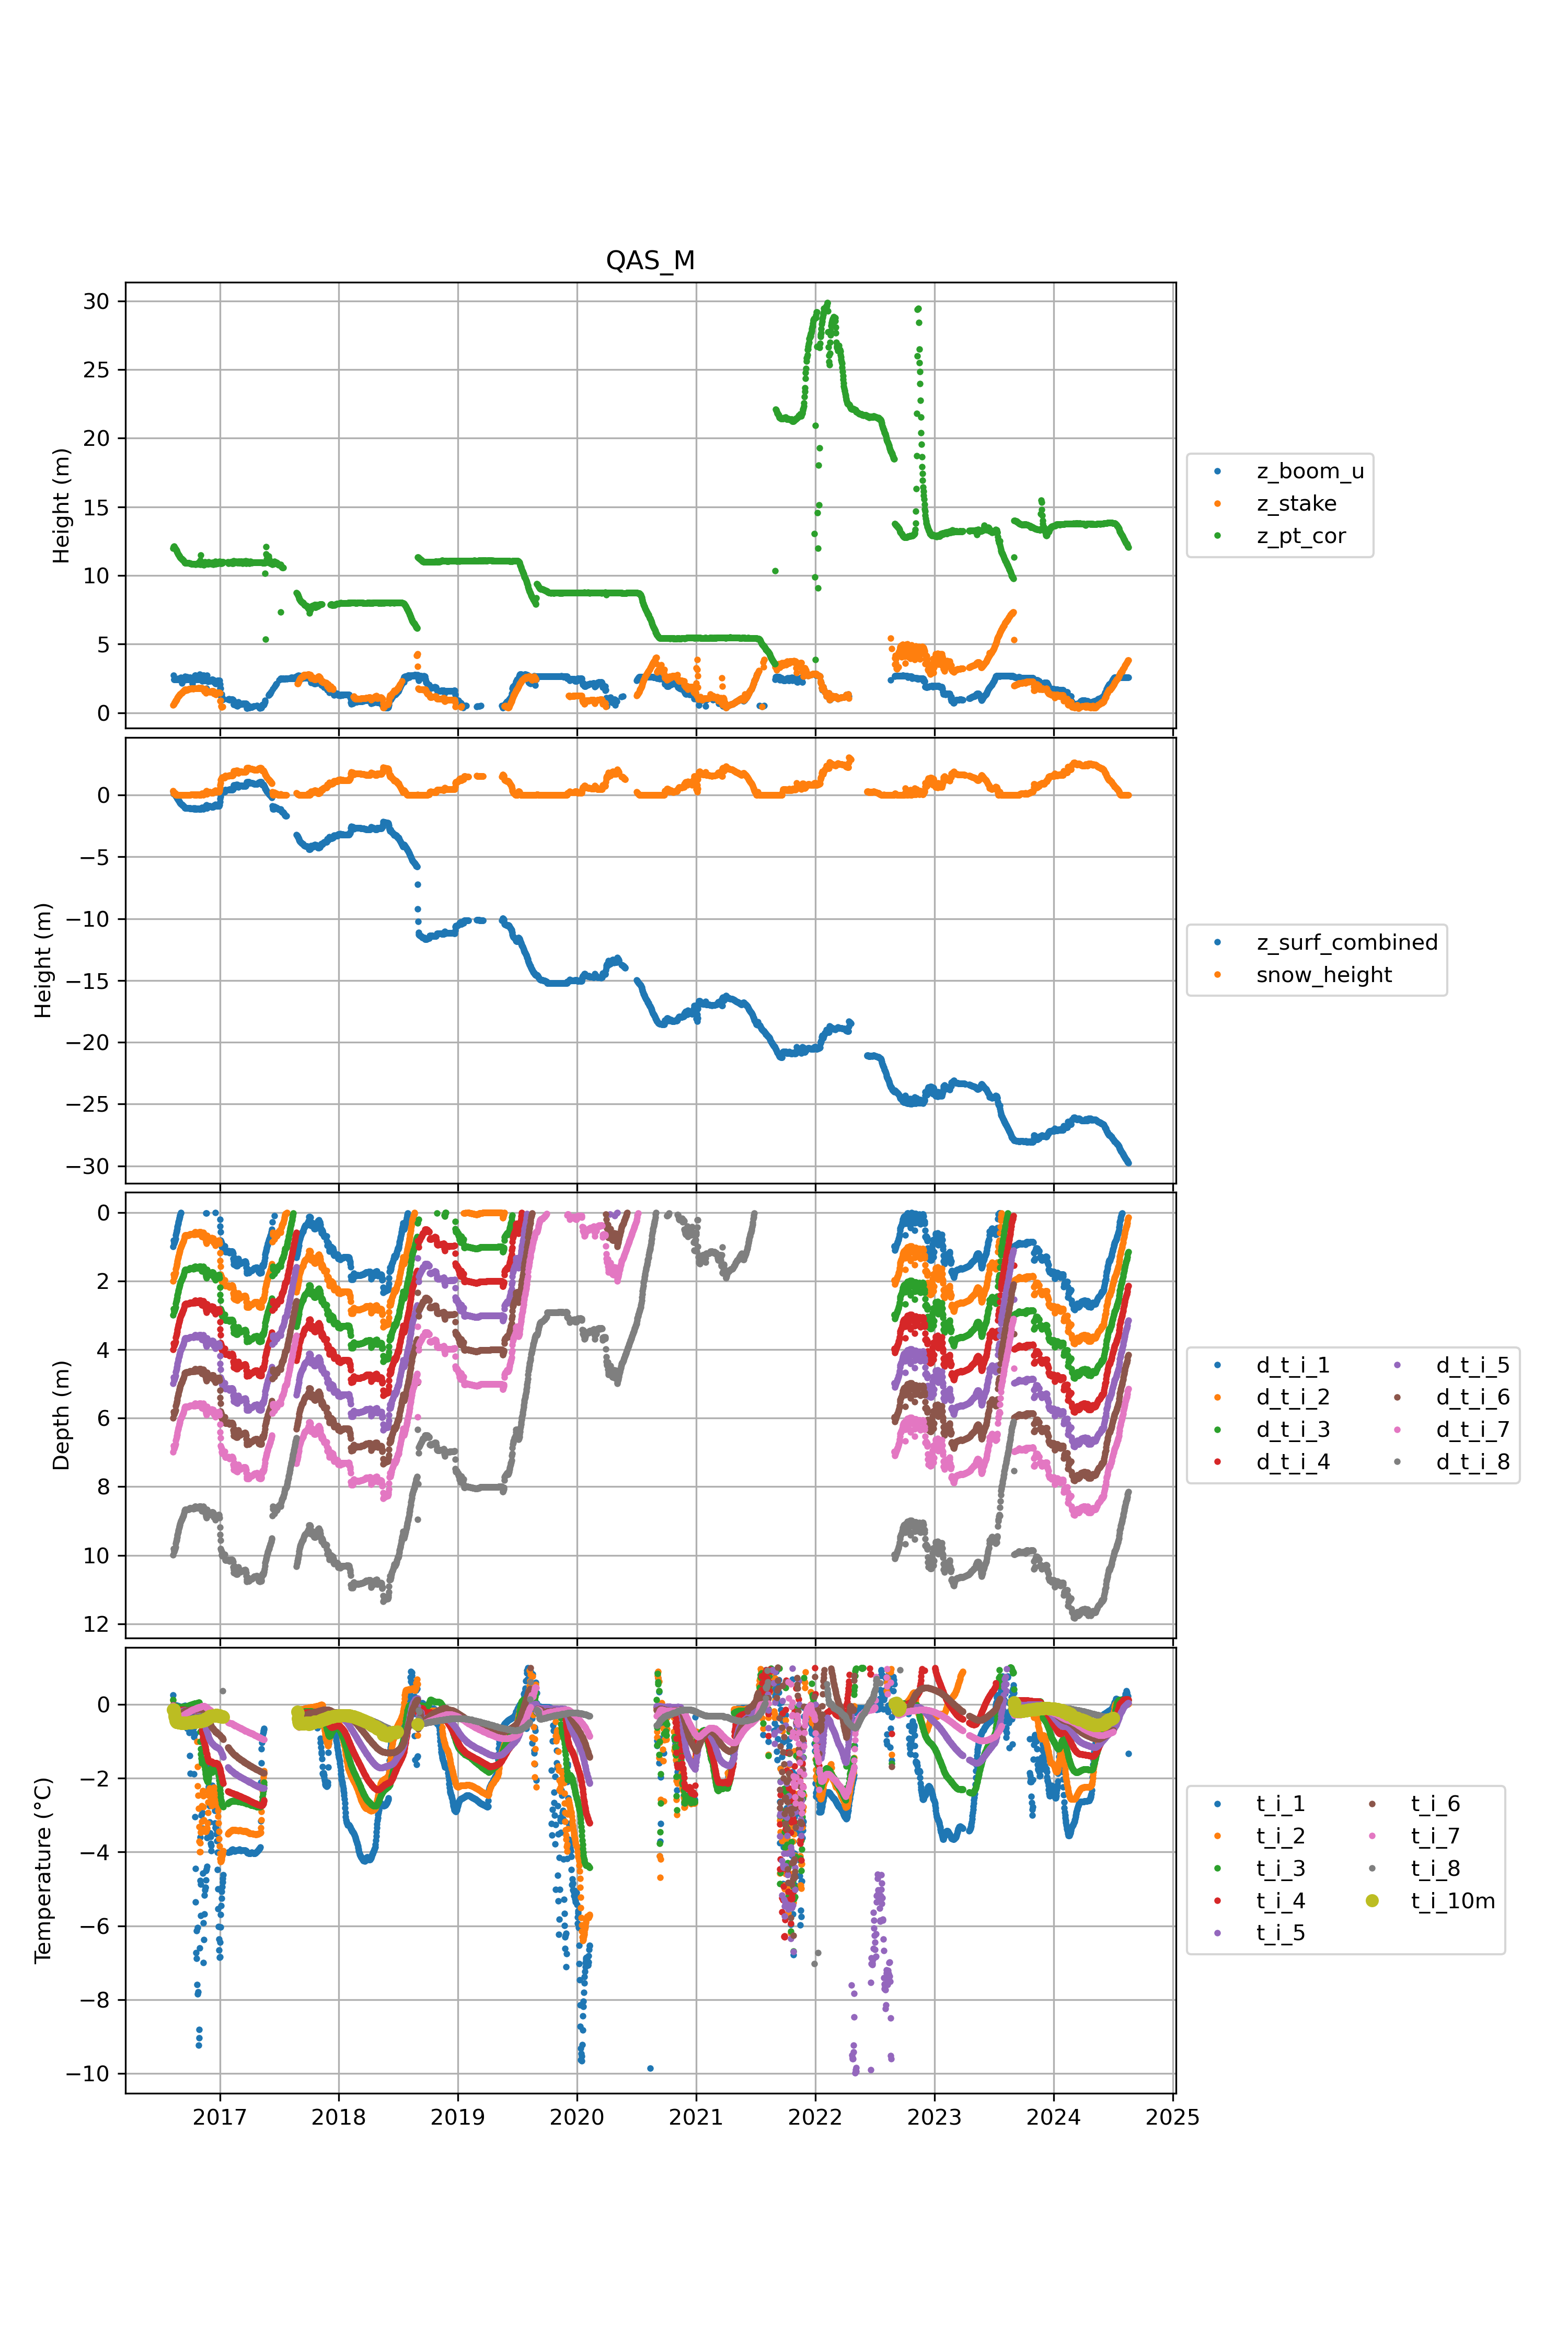 QAS_M
30
25
20
15
10
5
0
Height (m)
z_boom_u
z_stake
z_pt_cor
0
−5
−10
−15
−20
−25
−30
Height (m)
z_surf_combined
snow_height
0
2
4
6
8
10
12
Depth (m)
d_t_i_1 d_t_i_5
d_t_i_2 d_t_i_6
d_t_i_3 d_t_i_7
d_t_i_4 d_t_i_8
0
−2
−4
−6
−8
−10
Temperature (°C)
t_i_1 t_i_6
t_i_2 t_i_7
t_i_3 t_i_8
t_i_4 t_i_10m
t_i_5
2017 2018 2019 2020 2021 2022 2023 2024 2025